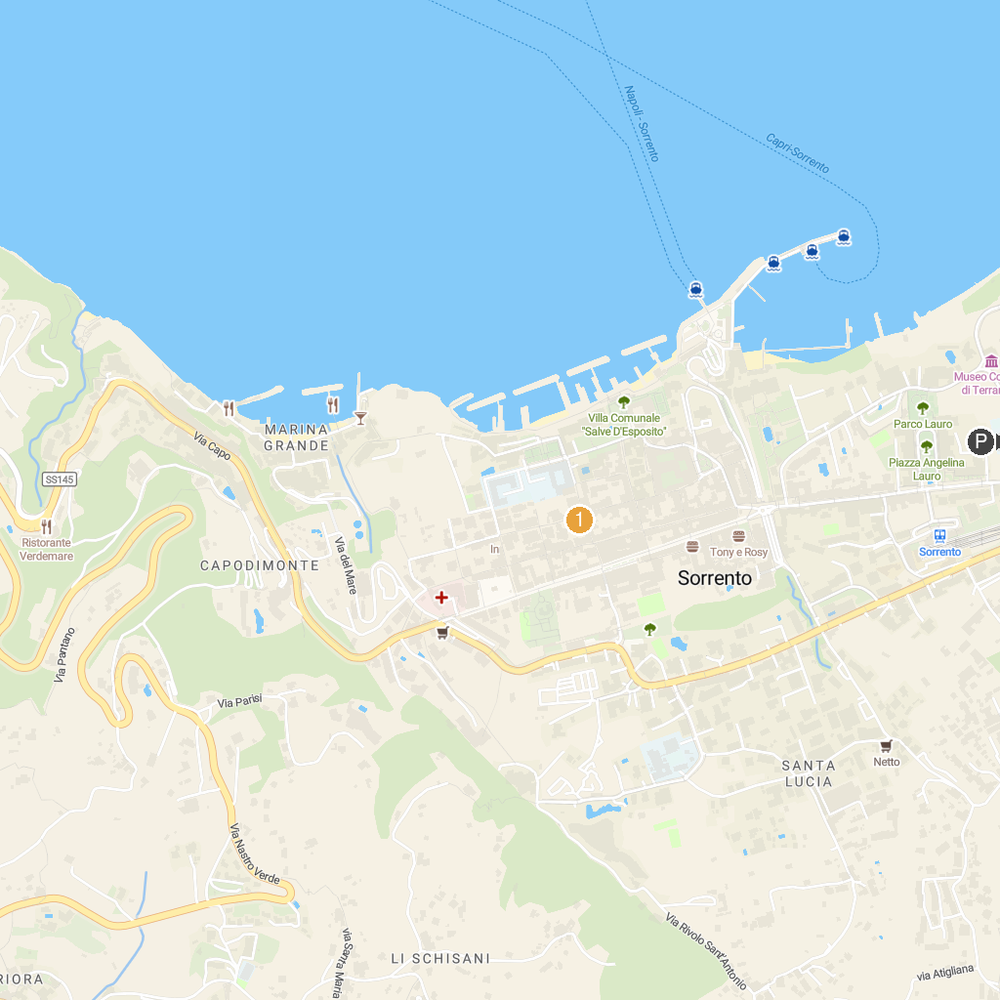 Napoli - Sorrento
Capri-Sorrento
Museo Co
di Terran
Parco Lauro
Villa Comunale
"Salve D'Esposito"
Piazza Angelina
Lauro
P
MARINA
GRANDE
Via Capo
SS145
1
Ristorante
Verdemare
Via del Mare
In
Tony e Rosy
Sorrento
Sorrento
CAPODIMONTE
Via Pantano
Via Parisi
Netto
SANTA
LUCIA
Via Nastro Verde
Via Rivolo Sant'Antonio
via Santa Maria
LI SCHISANI
via Atigliana
RIORA